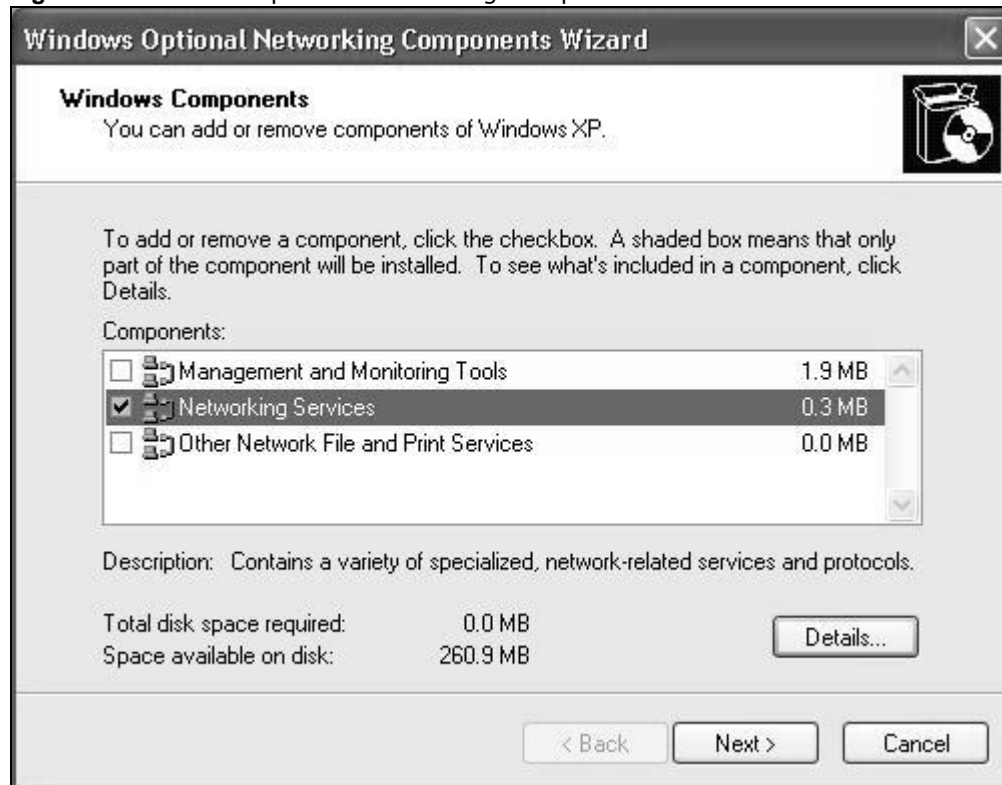 Windows Optional Networking Components Wizard
Windows Components
You can add or remove components of Windows XP.
To add or remove a component, click the checkbox. A shaded box means that only
part of the component will be installed. To see what's included in a component, click
Details.
Components:
Management and Monitoring Tools 1.9 MB
Networking Services 0.3 MB
Other Network File and Print Services 0.0 MB
Description: Contains a variety of specialized, network-related services and protocols.
Total disk space required: 0.0 MB
Space available on disk: 260.9 MB
Details...
< Back Next > Cancel